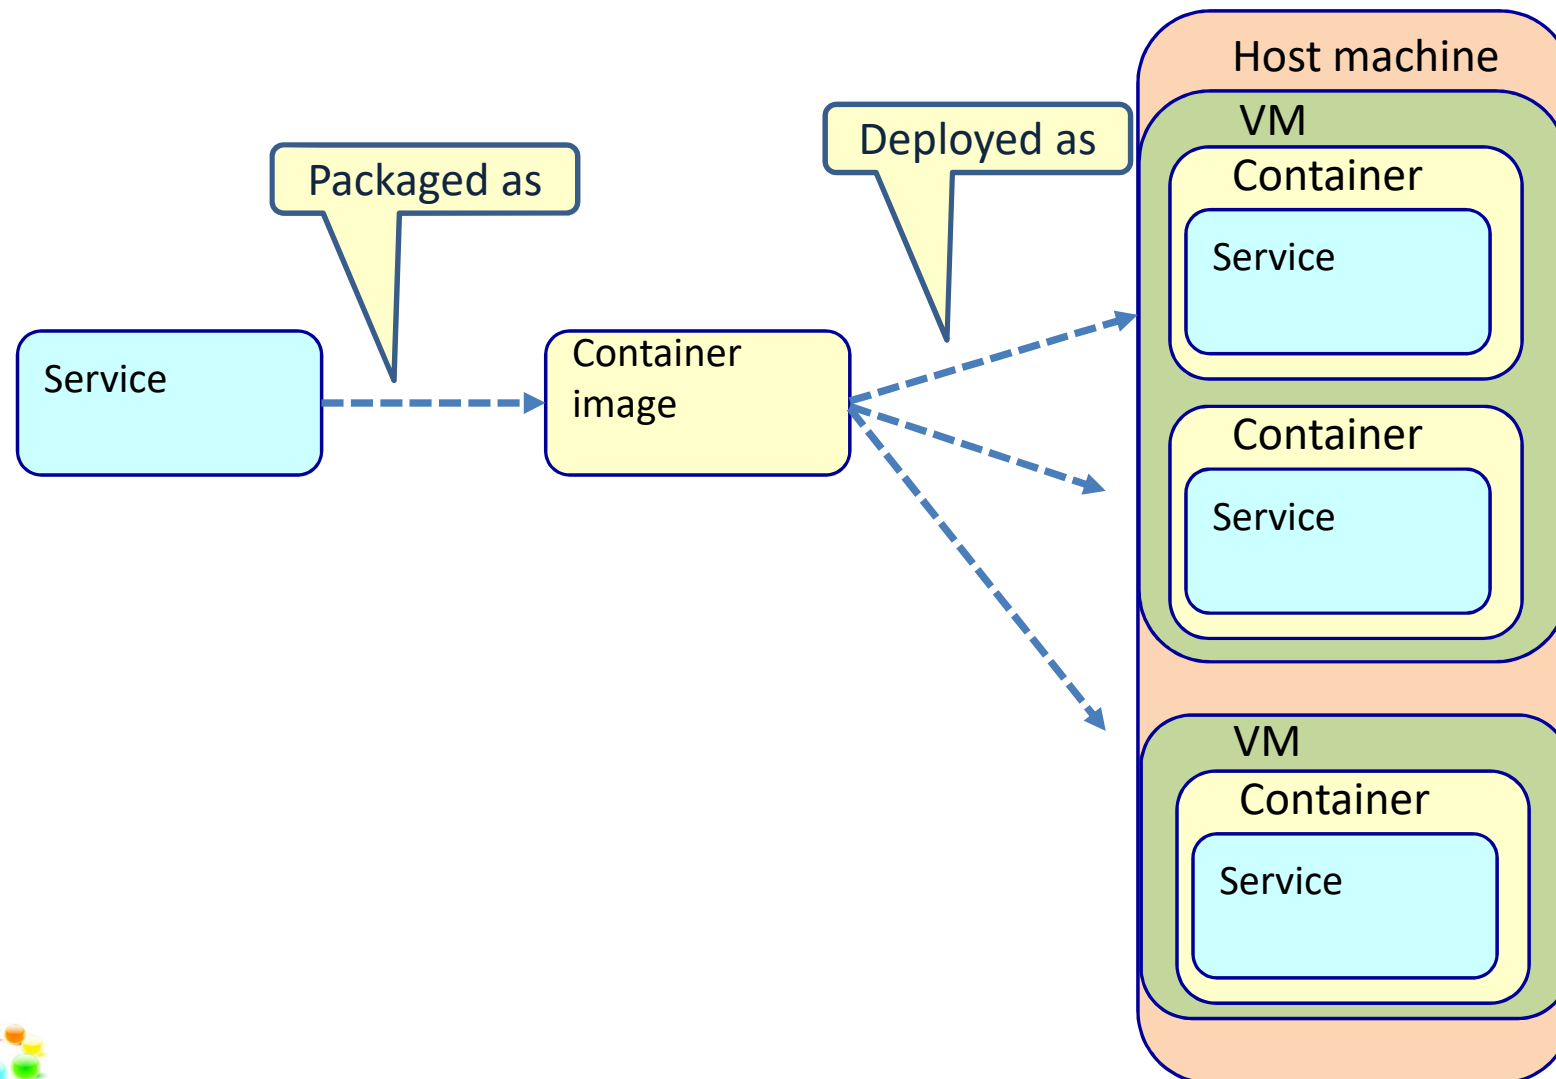 Host machine
VM
Deployed as
Container
Packaged as
Service
Container
image
Service
Container
Service
VM
Container
Service